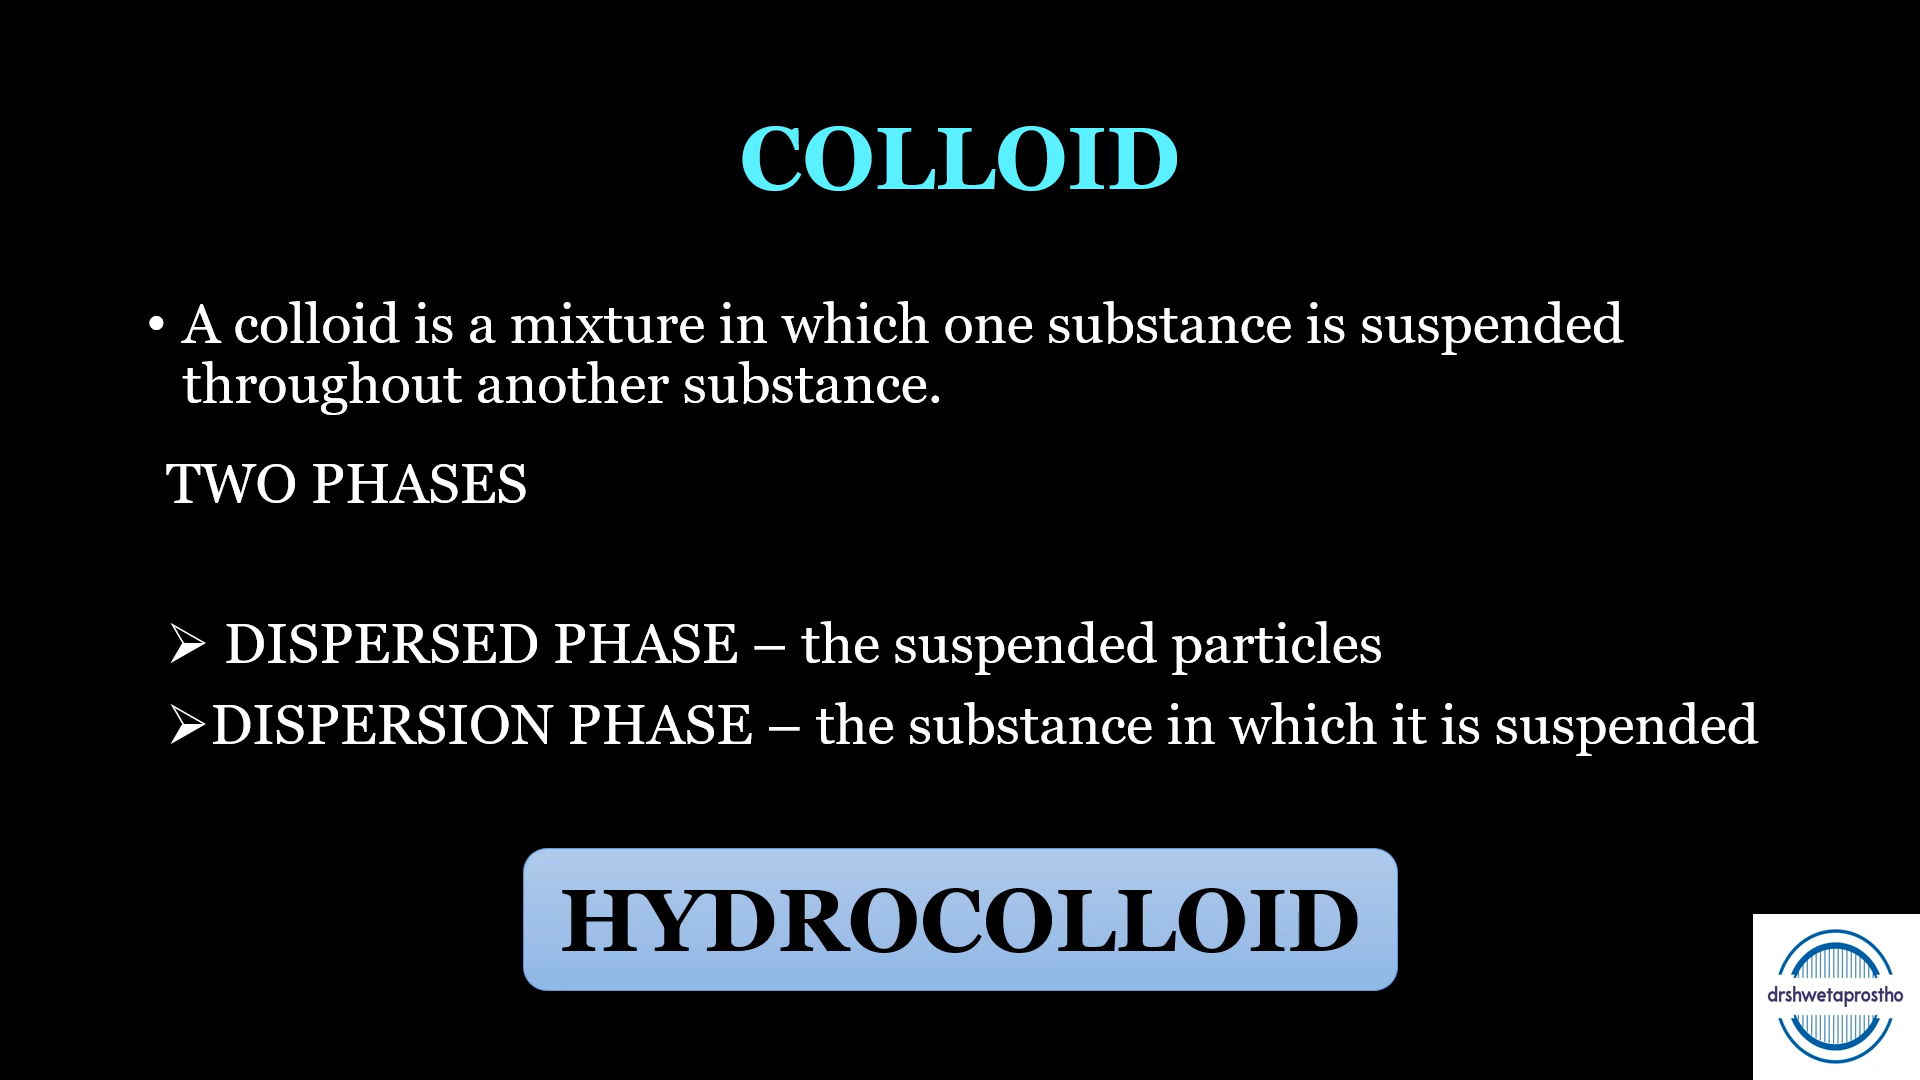 COLLOID
• A colloid is a mixture in which one substance is suspended
throughout another substance.
TWO PHASES
➢ DISPERSED PHASE – the suspended particles
➢DISPERSION PHASE – the substance in which it is suspended
HYDROCOLLOID
drshwetaprostho